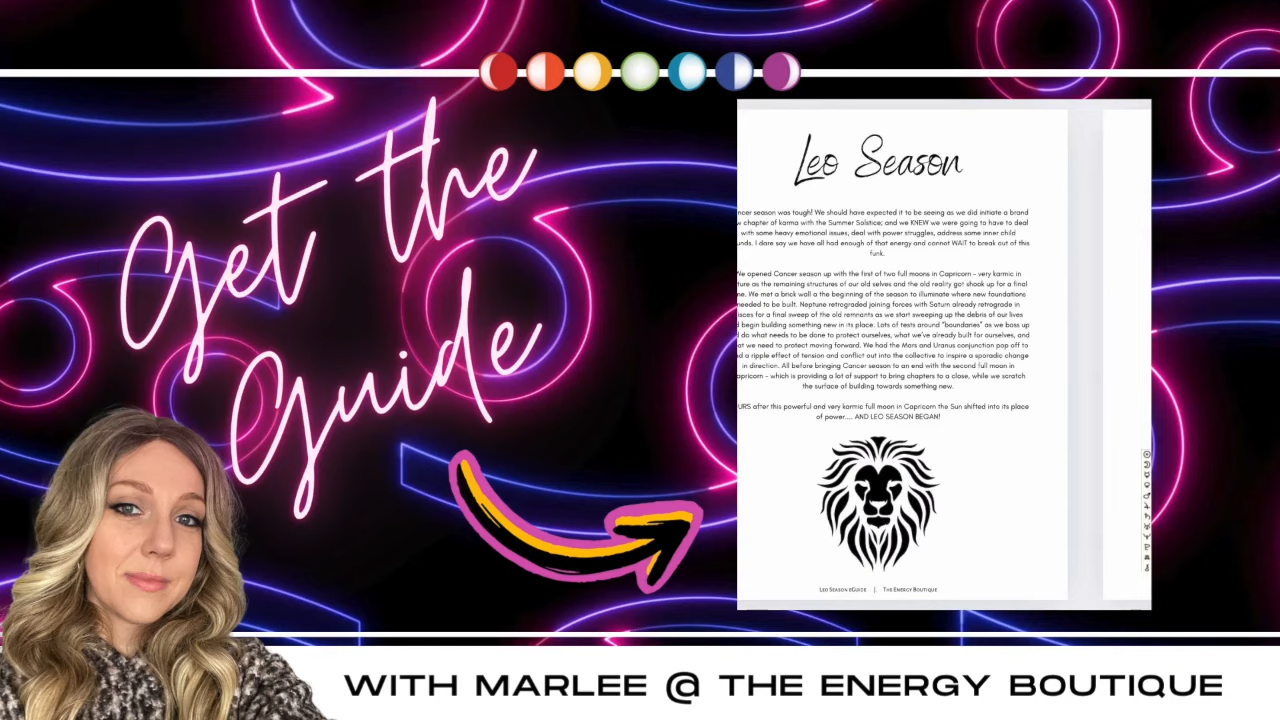 Get the
Guide
Leo Season
season was tough! We should have expected it to be seeing as we did initiate a brand
chapter of karma with the Summer Solstice; and we KNEW we were going to have to deal
with some heavy emotional issues, deal with power struggles, address some inner child
I dare say we have all had enough of that energy and cannot WAIT to break out of this
funk.
We opened Cancer season up with the first of two full moons in Capricorn - very karmic in
as the remaining structures of our old selves and the old reality got shook up for a final
We met a brick wall a the beginning of the season to illuminate where new foundations
needed to be built. Neptune retrograded joining forces with Saturn already retrograde in
for a final sweep of the old remnants as we start sweeping up the debris of our lives
begin building something new in its place. Lots of tests around "boundaries" as we boss up
do what needs to be done to protect ourselves, what we've already built for ourselves, and
we need to protect moving forward. We had the Mars and Uranus conjunction pop off to
a ripple effect of tension and conflict out into the collective to inspire a sporadic change
in direction. All before bringing Cancer season to an end with the second full moon in
- which is providing a lot of support to bring chapters to a close, while we scratch
the surface of building towards something new.
URS after this powerful and very karmic full moon in Capricorn the Sun shifted into its place
of power.... AND LEO SEASON BEGAN!
Leo Season eGuide | The Energy Boutique
WITH MARLEE @ THE ENERGY BOUTIQUE